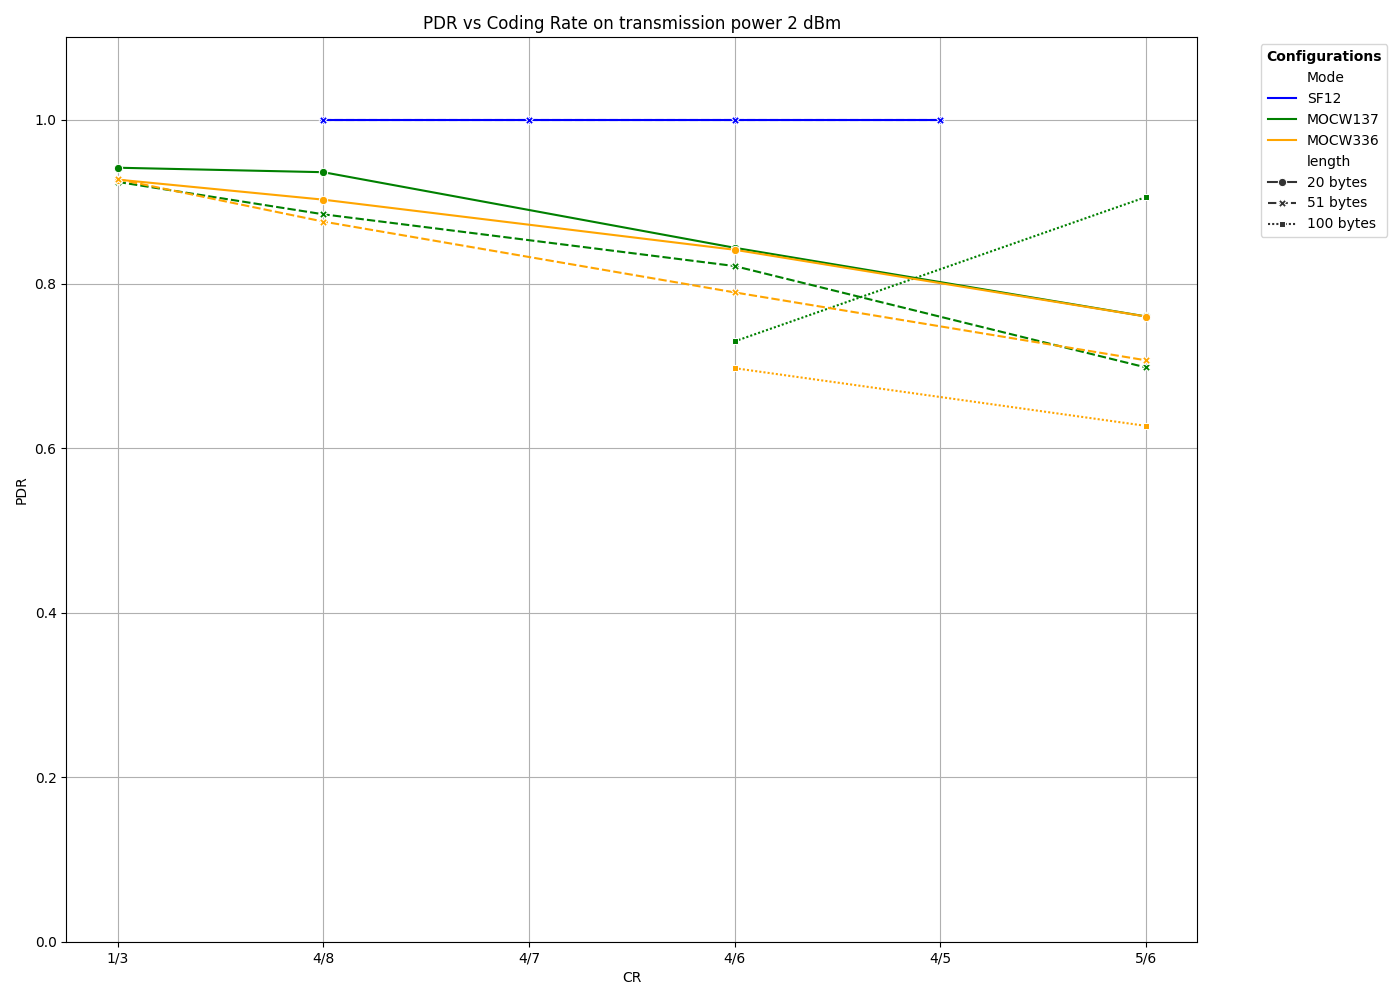 PDR vs Coding Rate on transmission power 2 dBm
Configurations
Mode
SF12
MOCW137
MOCW336
length
20 bytes
51 bytes
100 bytes
1.0
0.8
0.6
0.4
0.2
0.0
PDR
1/3
4/8
4/7
4/6
4/5
5/6
CR